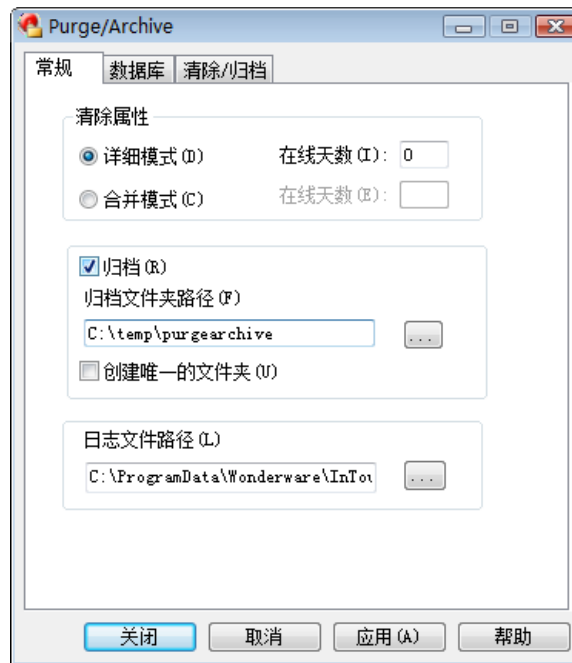 Purge/Archive
常规 数据库 清除/归档
清除属性
详细模式(D) 在线天数(I): 0
合并模式(C) 在线天数(E):
归档(R)
归档文件夹路径(F)
C:\temp\purgearchive ...
创建唯一的文件夹(U)
日志文件路径(L)
C:\ProgramData\Wonderware\InTou ...
关闭 取消 应用(A) 帮助